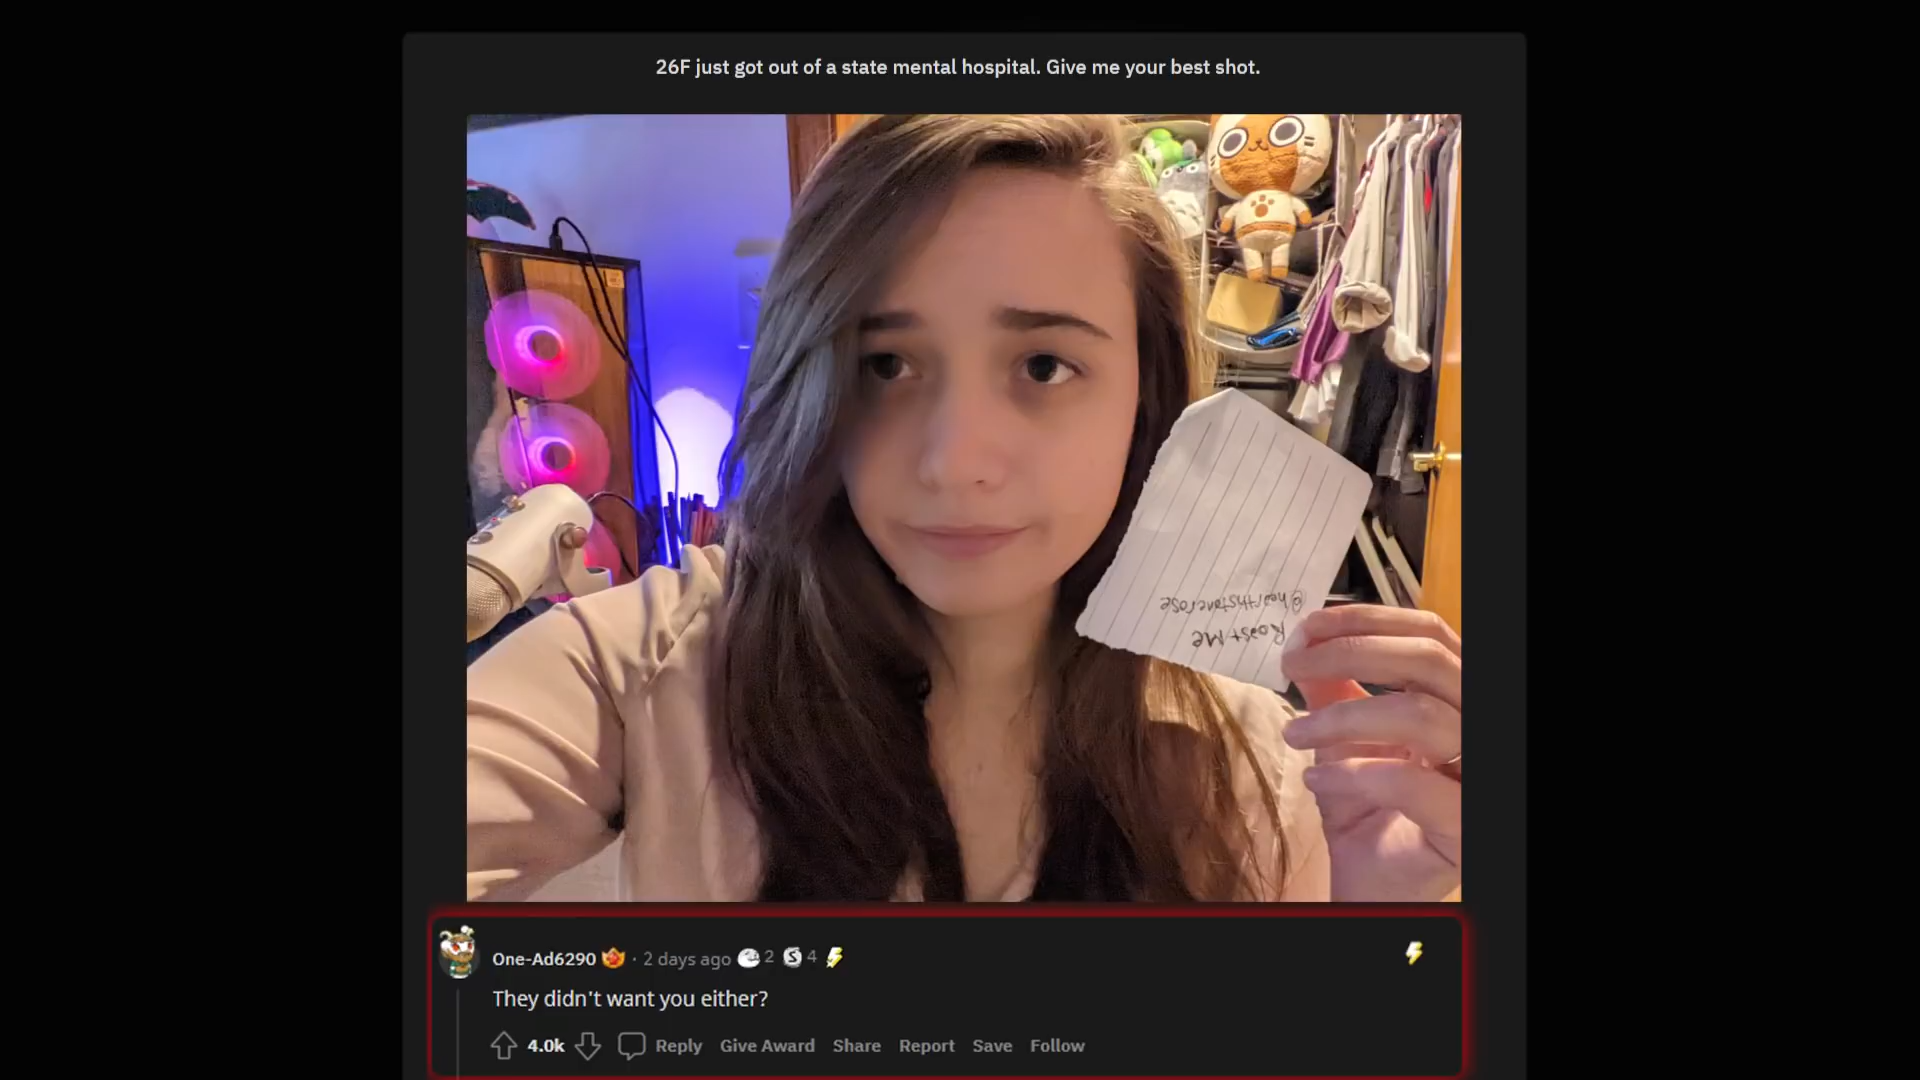 26F just got out of a state mental hospital. Give me your best shot.
@hearthstonerose
Roast Me
One-Ad6290 · 2 days ago 2 4
They didn't want you either?
4.0k Reply Give Award Share Report Save Follow